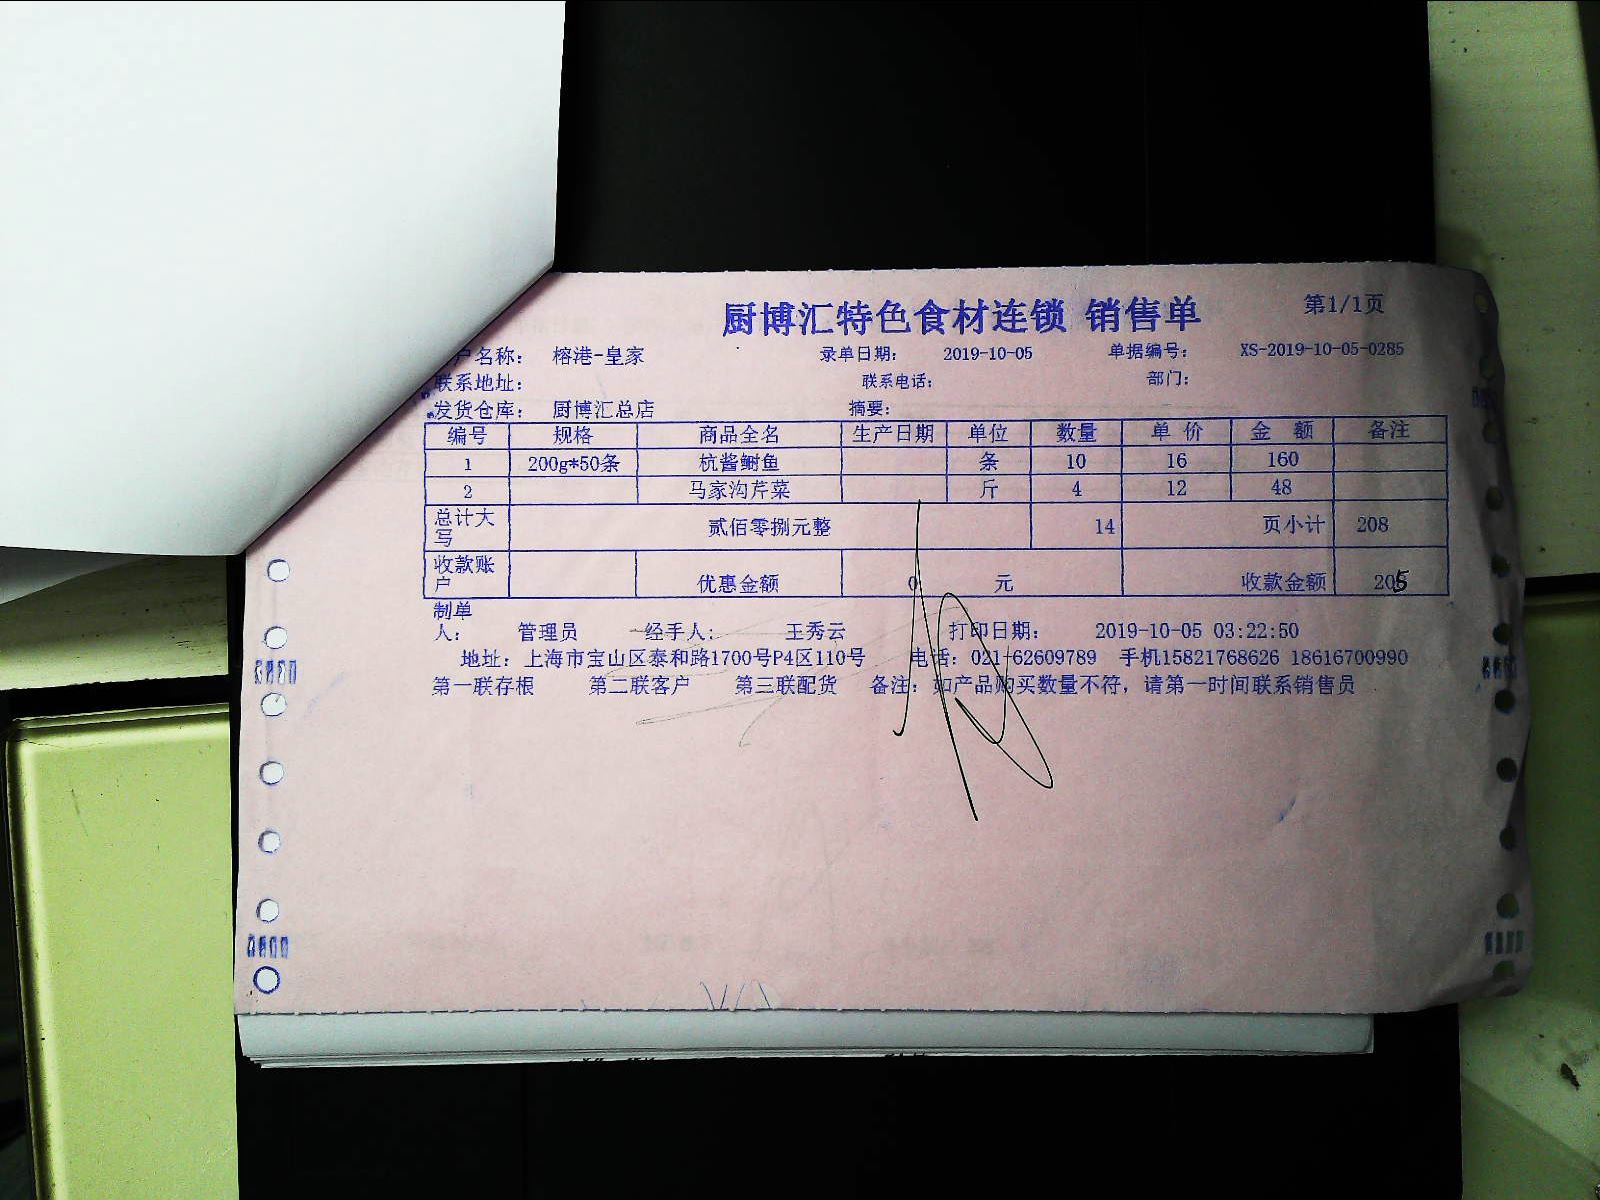 厨博汇特色食材连锁 销售单 第1/1页
户名称： 榕港-皇家 录单日期： 2019-10-05 单据编号： XS-2019-10-05-0285
联系地址： 联系电话： 部门：
发货仓库： 厨博汇总店 摘要：
编号 规格 商品全名 生产日期 单位 数量 单 价 金 额 备注
1 200g*50条 杭酱鲥鱼 条 10 16 160
2 马家沟芹菜 斤 4 12 48
总计大写 贰佰零捌元整 14 页小计 208
收款账户 优惠金额 0 元 收款金额 205
制单人： 管理员 经手人： 王秀云 打印日期： 2019-10-05 03:22:50
地址：上海市宝山区泰和路1700号P4区110号 电话：021-62609789 手机15821768626 18616700990
第一联存根 第二联客户 第三联配货 备注：如产品购买数量不符，请第一时间联系销售员